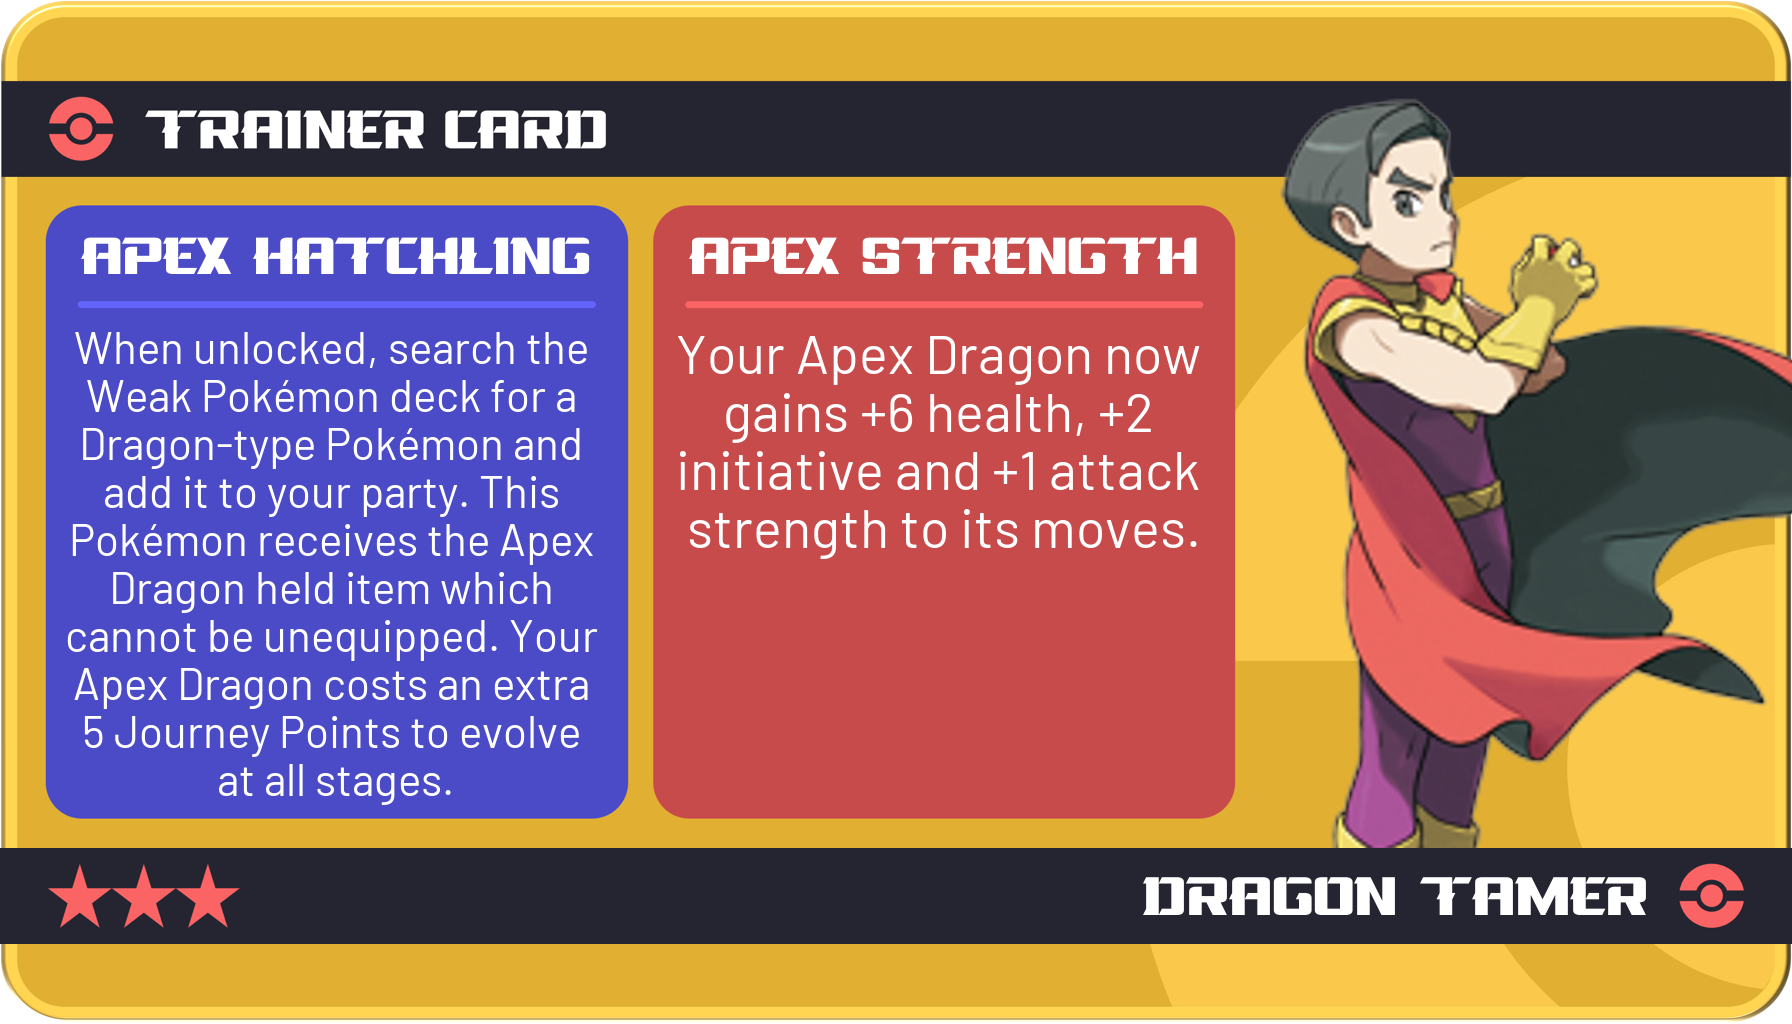 TRAINER CARD
APEX HATCHLING
When unlocked, search the
Weak Pokémon deck for a
Dragon-type Pokémon and
add it to your party. This
Pokémon receives the Apex
Dragon held item which
cannot be unequipped. Your
Apex Dragon costs an extra
5 Journey Points to evolve
at all stages.
APEX STRENGTH
Your Apex Dragon now
gains +6 health, +2
initiative and +1 attack
strength to its moves.
DRAGON TAMER